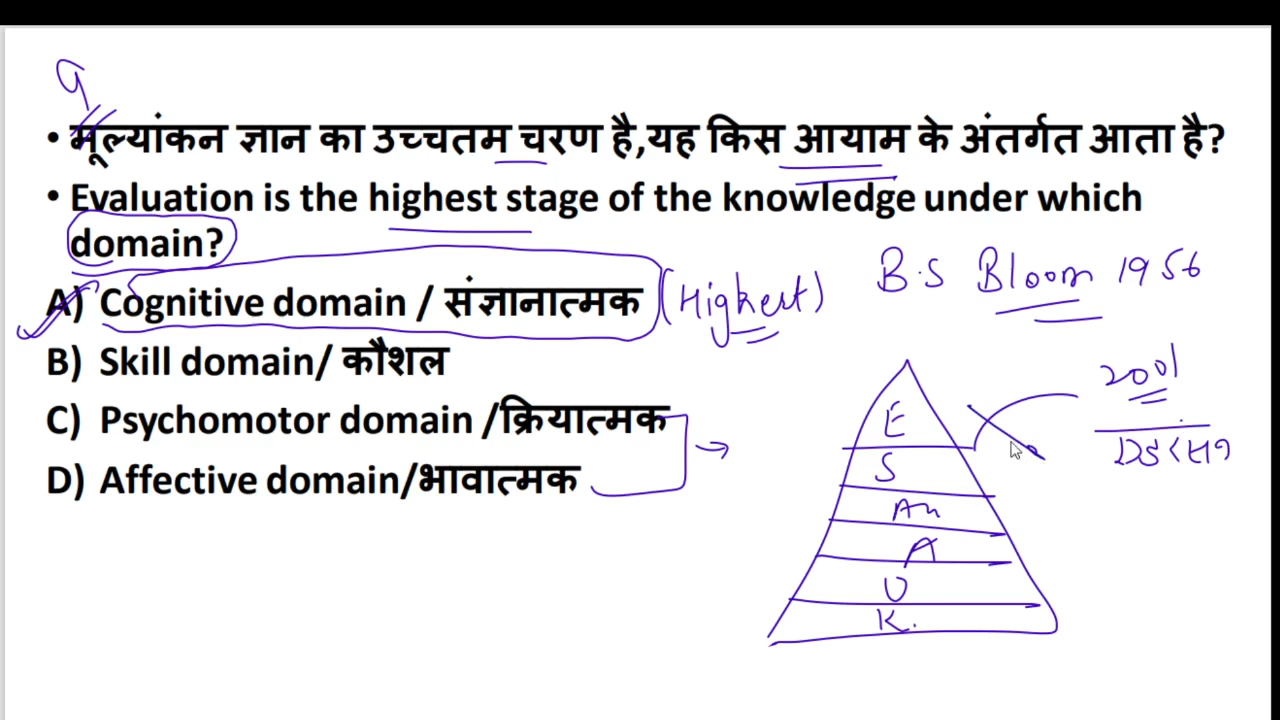 9
• मूल्यांकन ज्ञान का उच्चतम चरण है,यह किस आयाम के अंतर्गत आता है?
• Evaluation is the highest stage of the knowledge under which
domain?
A) Cognitive domain / संज्ञानात्मक (Highest)
B) Skill domain/ कौशल
C) Psychomotor domain /क्रियात्मक
D) Affective domain/भावात्मक
B.S Bloom 1956
2001
E
S
An
A
U
K.